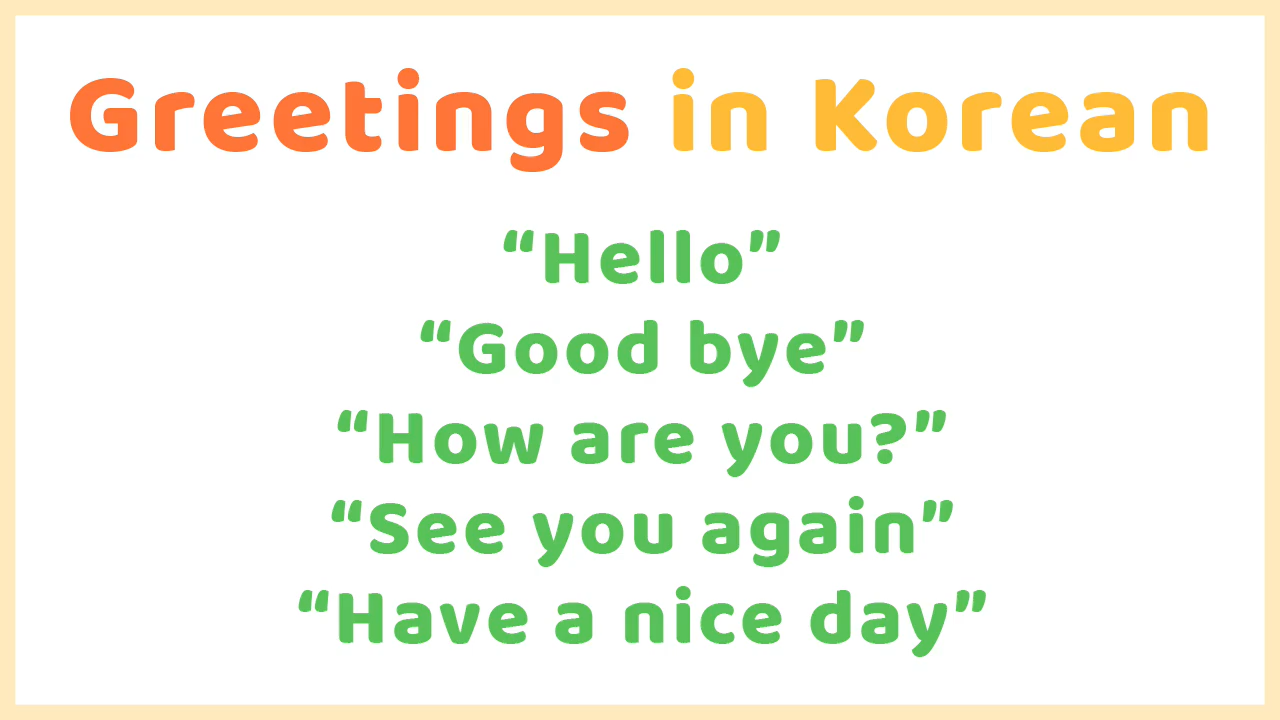 Greetings in Korean
“Hello”
“Good bye”
“How are you?”
“See you again”
“Have a nice day”